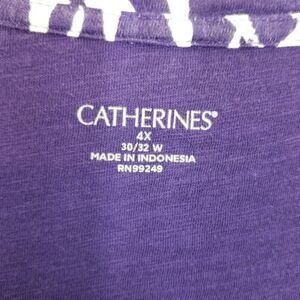 CATHERINES®
4X
30/32 W
MADE IN INDONESIA
RN99249